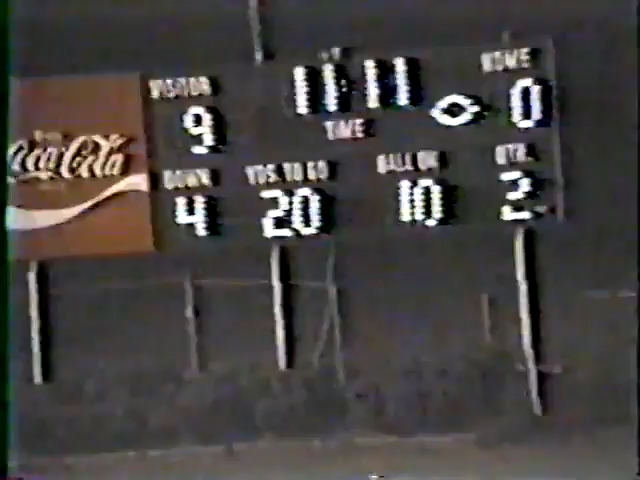 HOME
VISITOR 11:11 0
9 TIME
Coca-Cola
DOWN YDS. TO GO BALL ON QTR.
4 20 10 2